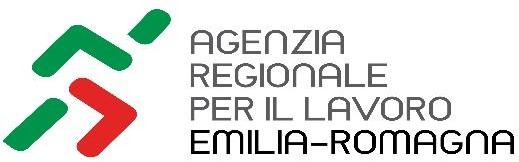 AGENZIA
REGIONALE
PER IL LAVORO
EMILIA-ROMAGNA